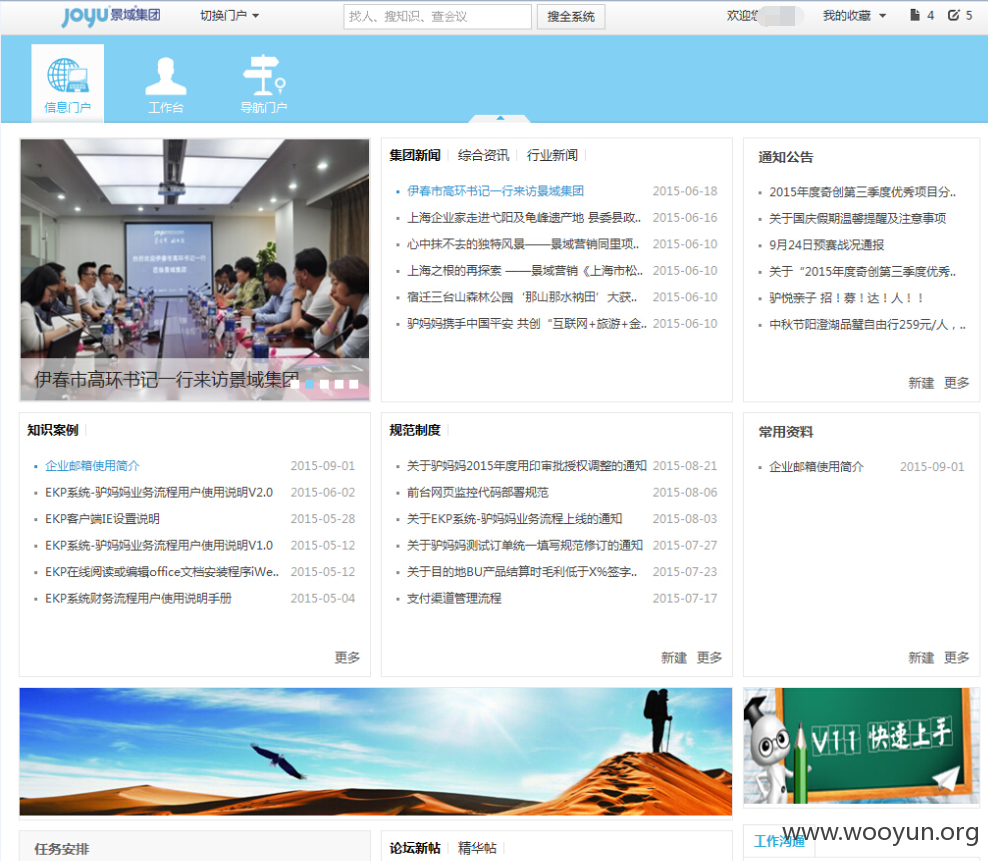 JOYU 景域集团 切换门户 找人、搜知识、查会议 搜全系统 欢迎您 我的收藏 4 5
信息门户 工作台 导航门户
伊春市高环书记一行来访景域集团
集团新闻 综合资讯 行业新闻
伊春市高环书记一行来访景域集团 2015-06-18
上海企业家走进弋阳及龟峰遗产地 县委县政.. 2015-06-16
心中抹不去的独特风景——景域营销同里项.. 2015-06-10
上海之根的再探索 ——景域营销《上海市松.. 2015-06-10
宿迁三台山森林公园 ‘那山那水衲田’大获.. 2015-06-10
驴妈妈携手中国平安 共创“互联网+旅游+金.. 2015-06-10
通知公告
2015年度奇创第三季度优秀项目分..
关于国庆假期温馨提醒及注意事项
9月24日预赛战况通报
关于“2015年度奇创第三季度优秀..
驴悦亲子 招！募！达！人！！
中秋节阳澄湖品蟹自由行259元/人，..
新建 更多
知识案例
企业邮箱使用简介 2015-09-01
EKP系统-驴妈妈业务流程用户使用说明V2.0 2015-06-02
EKP客户端IE设置说明 2015-05-28
EKP系统-驴妈妈业务流程用户使用说明V1.0 2015-05-12
EKP在线阅读或编辑office文档安装程序iWe.. 2015-05-12
EKP系统财务流程用户使用说明手册 2015-05-04
更多
规范制度
关于驴妈妈2015年度用印审批授权调整的通知 2015-08-21
前台网页监控代码部署规范 2015-08-06
关于EKP系统-驴妈妈业务流程上线的通知 2015-08-03
关于驴妈妈测试订单统一填写规范修订的通知 2015-07-27
关于目的地BU产品结算时毛利低于X%签字.. 2015-07-23
支付渠道管理流程 2015-07-17
新建 更多
常用资料
企业邮箱使用简介 2015-09-01
新建 更多
V11 快速上手
任务安排
论坛新帖 精华帖
工作沟通
www.wooyun.org